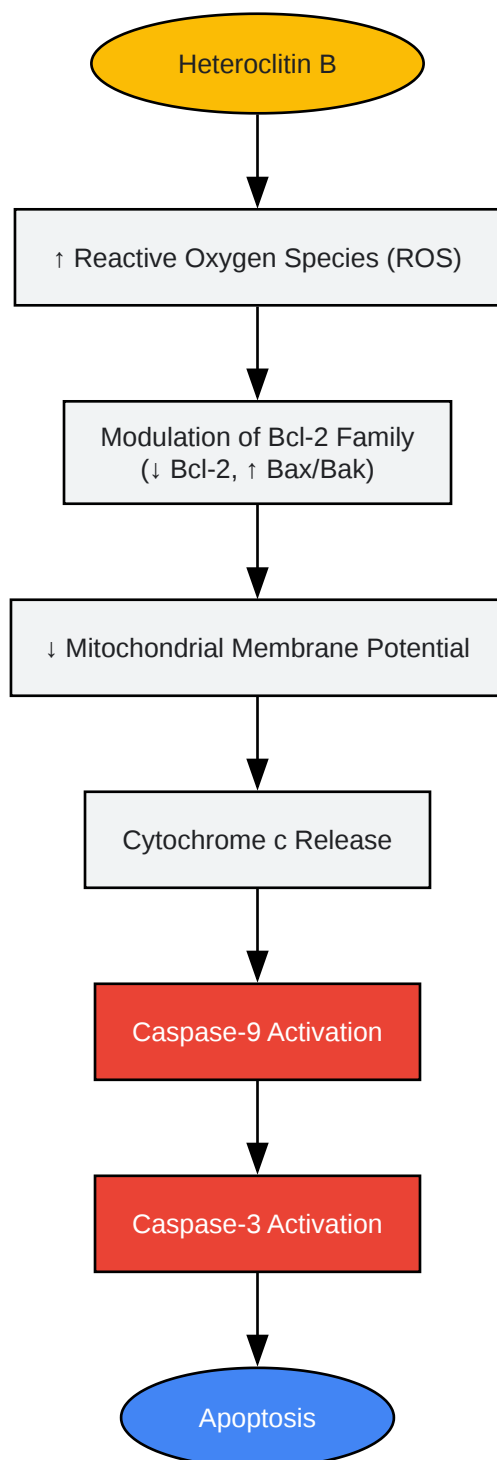 Heteroclitin B
↑ Reactive Oxygen Species (ROS)
Modulation of Bcl-2 Family
(↓ Bcl-2, ↑ Bax/Bak)
↓ Mitochondrial Membrane Potential
Cytochrome c Release
Caspase-9 Activation
Caspase-3 Activation
Apoptosis